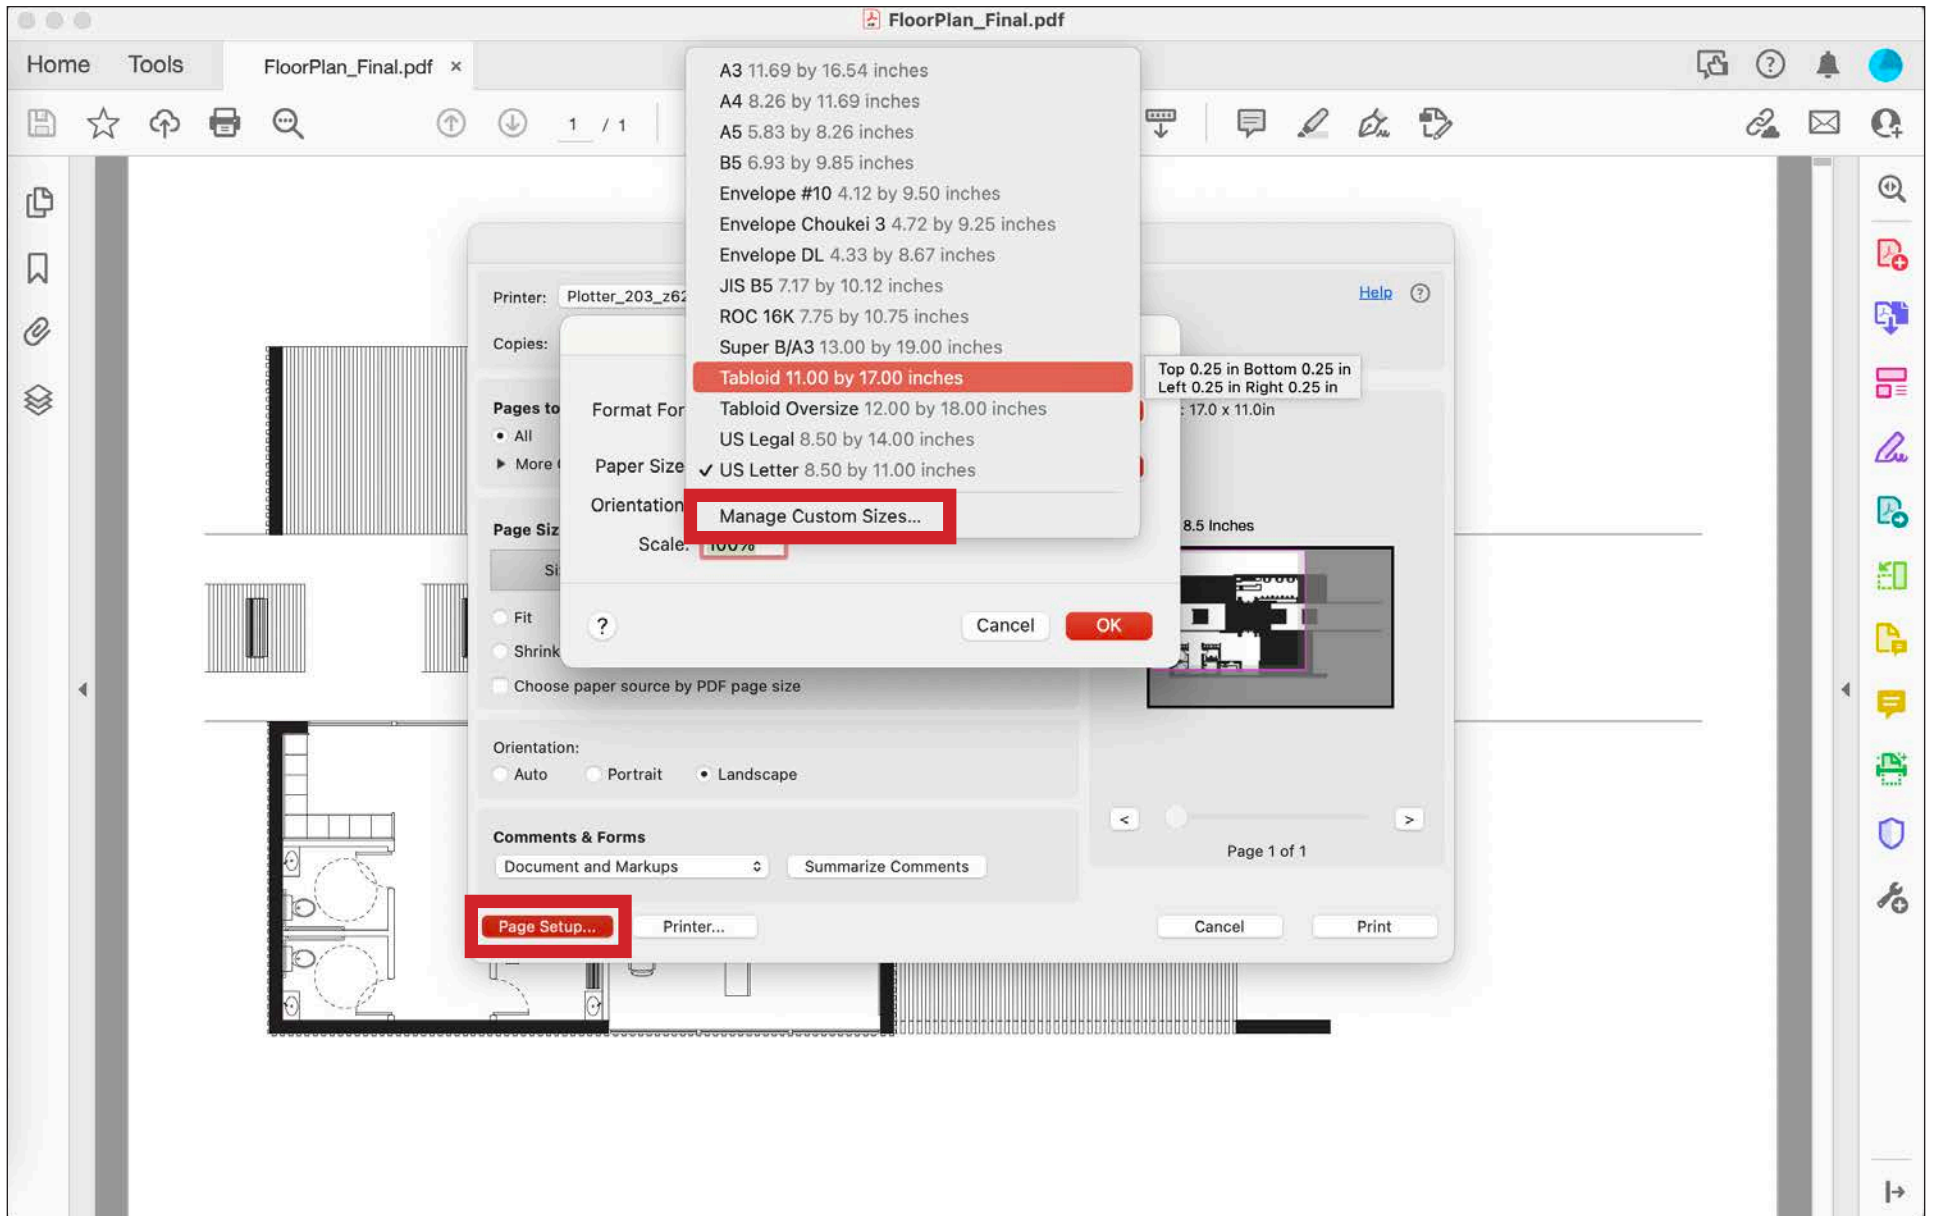 FloorPlan_Final.pdf
Home Tools FloorPlan_Final.pdf ×
1 / 1
A3 11.69 by 16.54 inches
A4 8.26 by 11.69 inches
A5 5.83 by 8.26 inches
B5 6.93 by 9.85 inches
Envelope #10 4.12 by 9.50 inches
Envelope Choukei 3 4.72 by 9.25 inches
Envelope DL 4.33 by 8.67 inches
JIS B5 7.17 by 10.12 inches
ROC 16K 7.75 by 10.75 inches
Super B/A3 13.00 by 19.00 inches
Tabloid 11.00 by 17.00 inches
Tabloid Oversize 12.00 by 18.00 inches
US Legal 8.50 by 14.00 inches
✓ US Letter 8.50 by 11.00 inches
Manage Custom Sizes...
Top 0.25 in Bottom 0.25 in
Left 0.25 in Right 0.25 in
Printer: Plotter_203_z62
Help ?
Copies:
Pages to
All
More
Format For
Paper Size
Orientation
Scale: 100%
? Cancel OK
: 17.0 x 11.0in
8.5 Inches
Page Siz
Si
Fit
Shrink
Choose paper source by PDF page size
Orientation:
Auto Portrait Landscape
Comments & Forms
Document and Markups Summarize Comments
< >
Page 1 of 1
Page Setup... Printer... Cancel Print